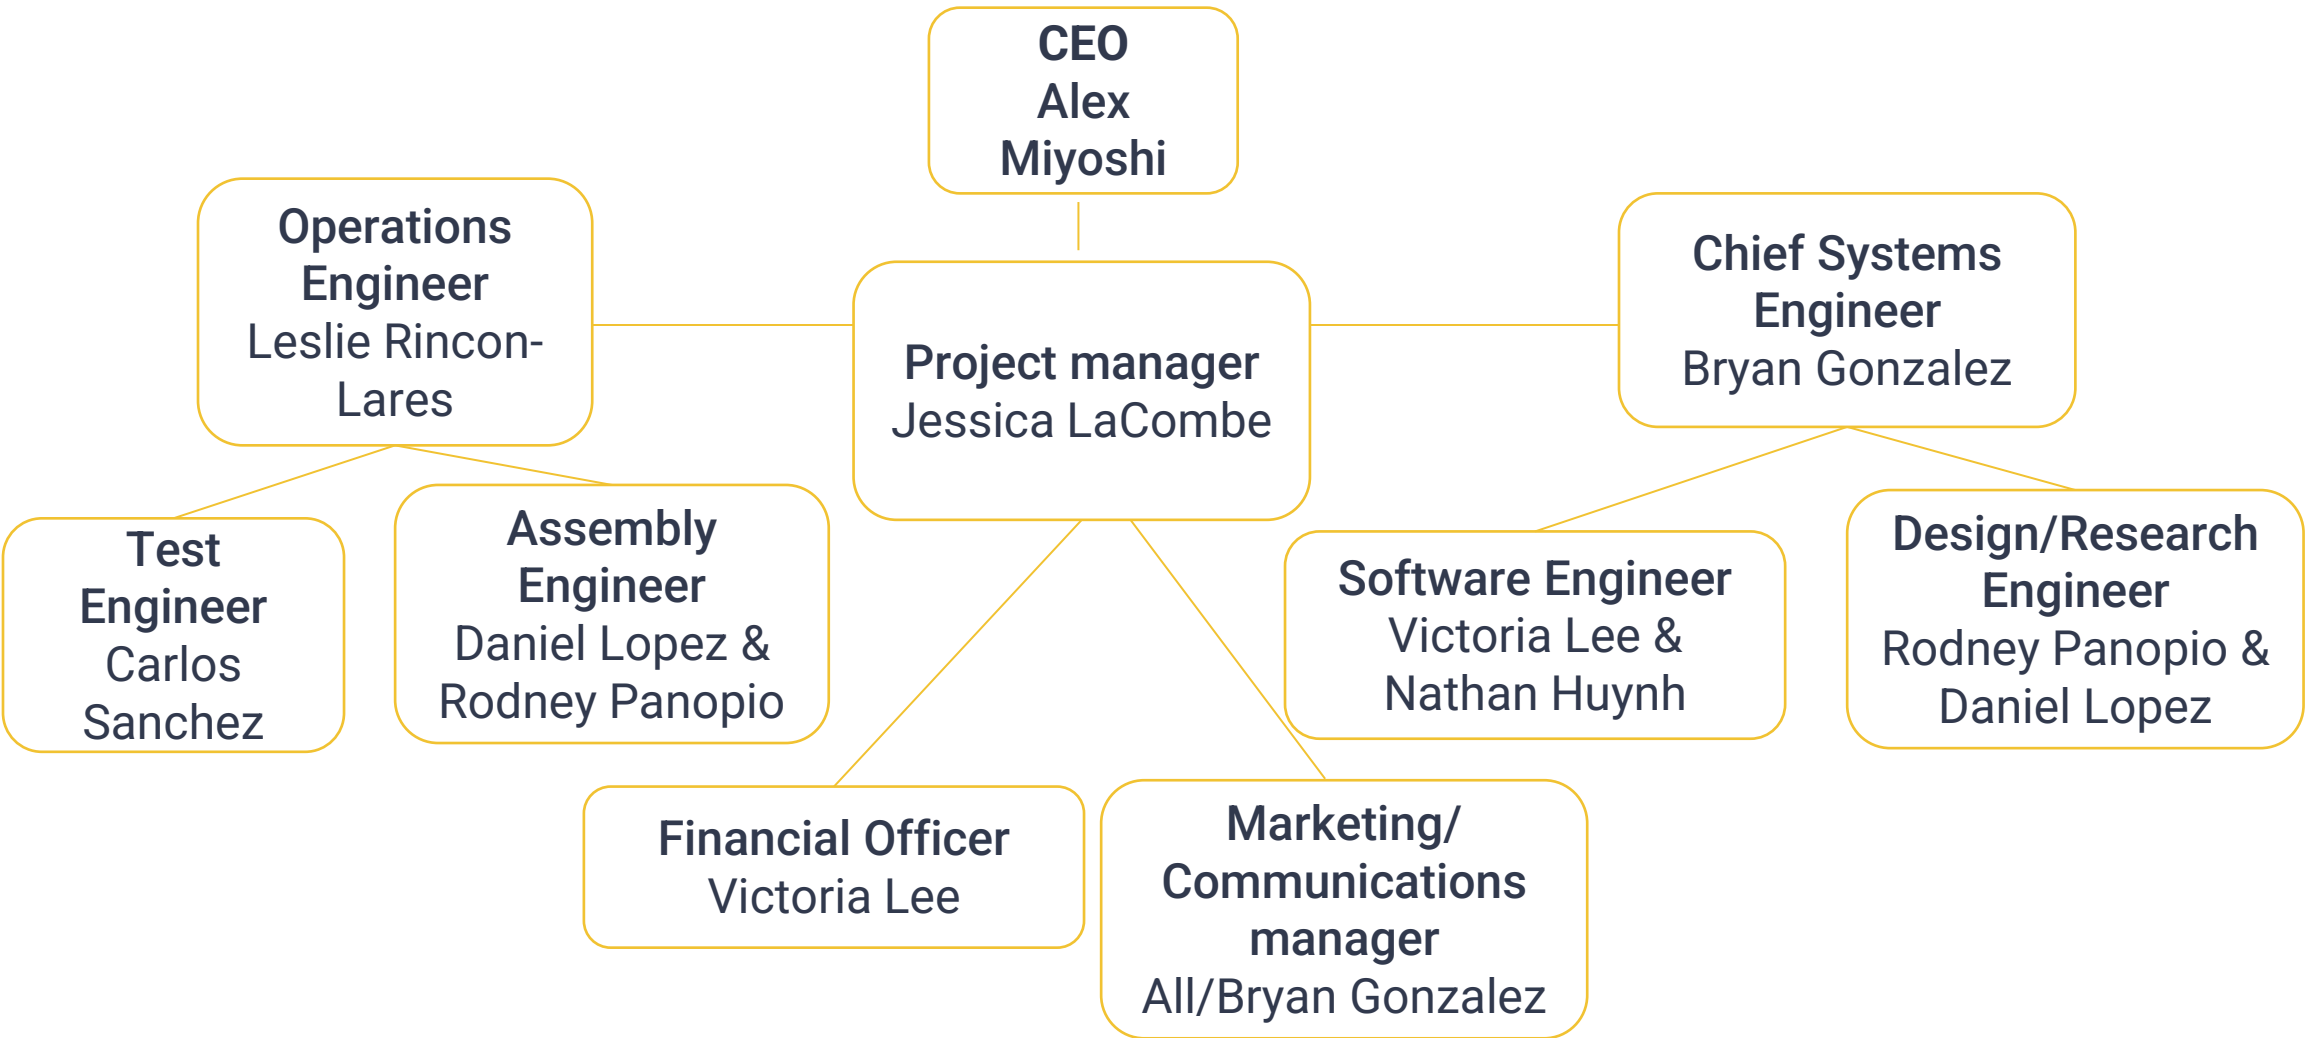 CEO
Alex
Miyoshi
Operations
Engineer
Leslie Rincon-
Lares
Project manager
Jessica LaCombe
Chief Systems
Engineer
Bryan Gonzalez
Test
Engineer
Carlos
Sanchez
Assembly
Engineer
Daniel Lopez &
Rodney Panopio
Software Engineer
Victoria Lee &
Nathan Huynh
Design/Research
Engineer
Rodney Panopio &
Daniel Lopez
Financial Officer
Victoria Lee
Marketing/
Communications
manager
All/Bryan Gonzalez